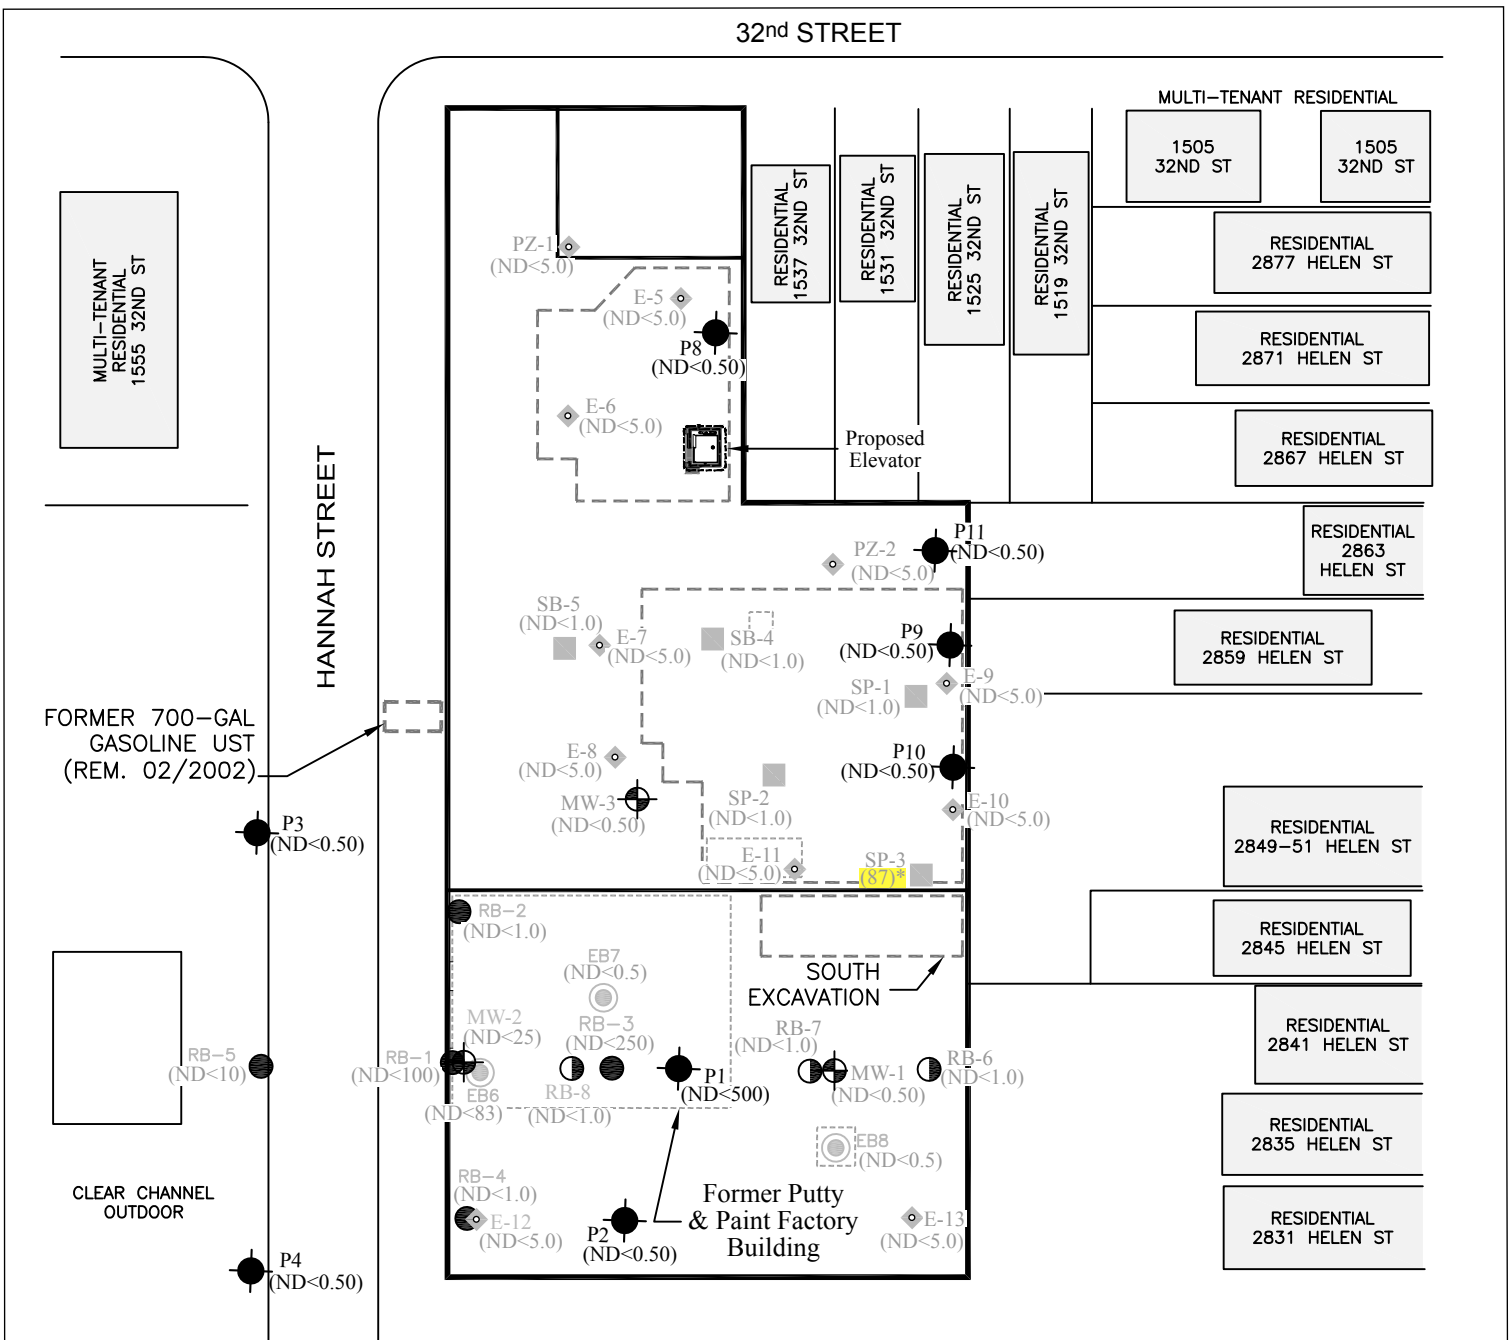 32nd STREET
MULTI-TENANT RESIDENTIAL
1505
32ND ST
1505
32ND ST
MULTI-TENANT
RESIDENTIAL
1555 32ND ST
RESIDENTIAL
1537 32ND ST
RESIDENTIAL
1531 32ND ST
RESIDENTIAL
1525 32ND ST
RESIDENTIAL
1519 32ND ST
RESIDENTIAL
2877 HELEN ST
PZ-1
(ND<5.0)
E-5
(ND<5.0)
P8
(ND<0.50)
RESIDENTIAL
2871 HELEN ST
E-6
(ND<5.0)
Proposed
Elevator
RESIDENTIAL
2867 HELEN ST
HANNAH STREET
P11
(ND<0.50)
PZ-2
(ND<5.0)
RESIDENTIAL
2863
HELEN ST
SB-5
(ND<1.0)
E-7
(ND<5.0)
SB-4
(ND<1.0)
P9
(ND<0.50)
RESIDENTIAL
2859 HELEN ST
SP-1
(ND<1.0)
E-9
(ND<5.0)
FORMER 700-GAL
GASOLINE UST
(REM. 02/2002)
E-8
(ND<5.0)
P10
(ND<0.50)
MW-3
(ND<0.50)
SP-2
(ND<1.0)
E-10
(ND<5.0)
P3
(ND<0.50)
RESIDENTIAL
2849-51 HELEN ST
E-11
(ND<5.0)
SP-3
(87)*
RB-2
(ND<1.0)
RESIDENTIAL
2845 HELEN ST
EB7
(ND<0.5)
SOUTH
EXCAVATION
MW-2
(ND<25)
RB-3
(ND<250)
RB-7
(ND<1.0)
RESIDENTIAL
2841 HELEN ST
RB-5
(ND<10)
RB-1
(ND<100)
EB6
(ND<83)
RB-8
(ND<1.0)
P1
(ND<500)
MW-1
(ND<0.50)
RB-6
(ND<1.0)
EB8
(ND<0.5)
RESIDENTIAL
2835 HELEN ST
CLEAR CHANNEL
OUTDOOR
RB-4
(ND<1.0)
E-12
(ND<5.0)
P2
(ND<0.50)
Former Putty
& Paint Factory
Building
E-13
(ND<5.0)
RESIDENTIAL
2831 HELEN ST
P4
(ND<0.50)